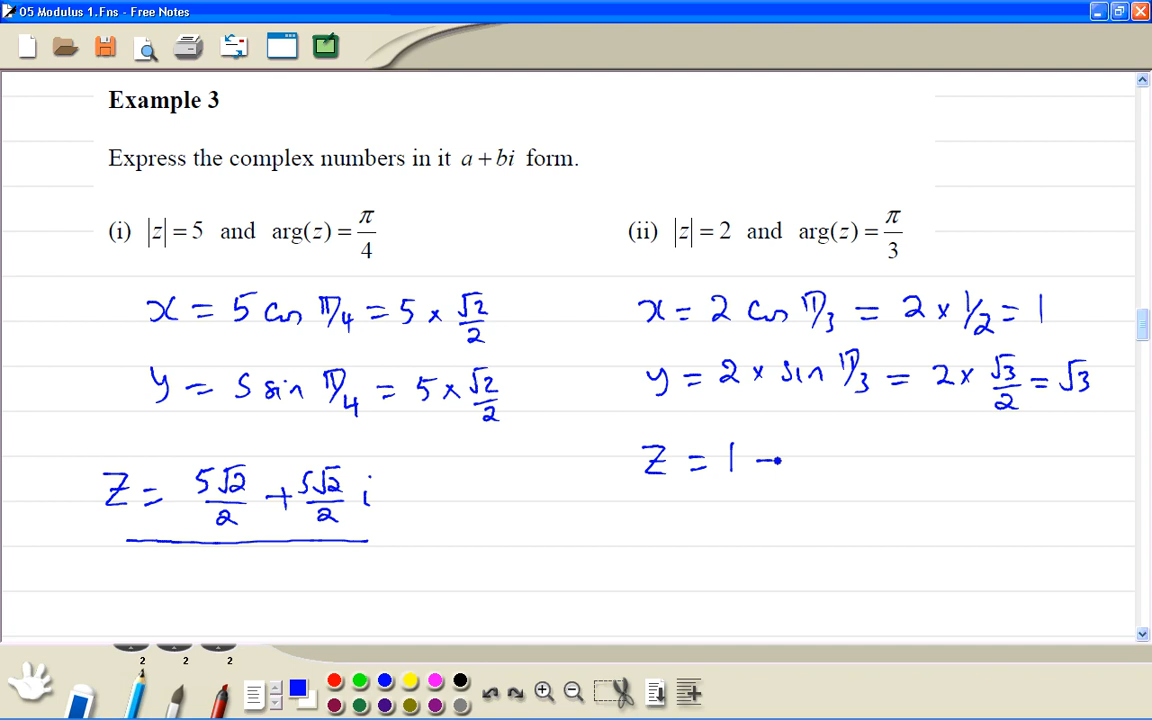 05 Modulus 1.Fns - Free Notes
Example 3
Express the complex numbers in it a + bi form.
(i) |z| = 5 and arg(z) = π/4
(ii) |z| = 2 and arg(z) = π/3
x = 5 cos π/4 = 5 × √2/2
y = 5 sin π/4 = 5 × √2/2
z = 5√2/2 + 5√2/2 i
x = 2 cos π/3 = 2 × 1/2 = 1
y = 2 × sin π/3 = 2 × √3/2 = √3
z = 1 -
2 2 2